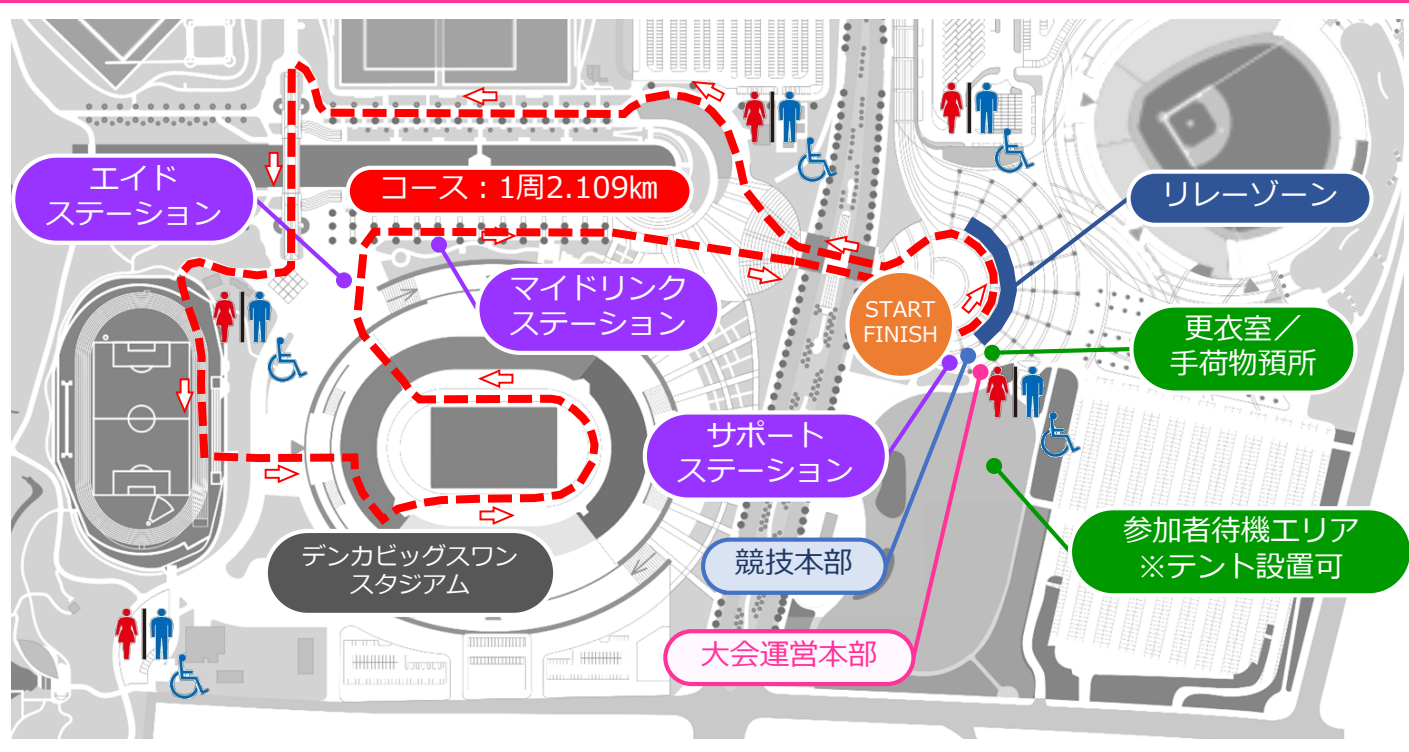 エイド
ステーション
コース：1周2.109㎞
リレーゾーン
マイドリンク
ステーション
START
FINISH
更衣室／
手荷物預所
サポート
ステーション
参加者待機エリア
※テント設置可
デンカビッグスワン
スタジアム
競技本部
大会運営本部